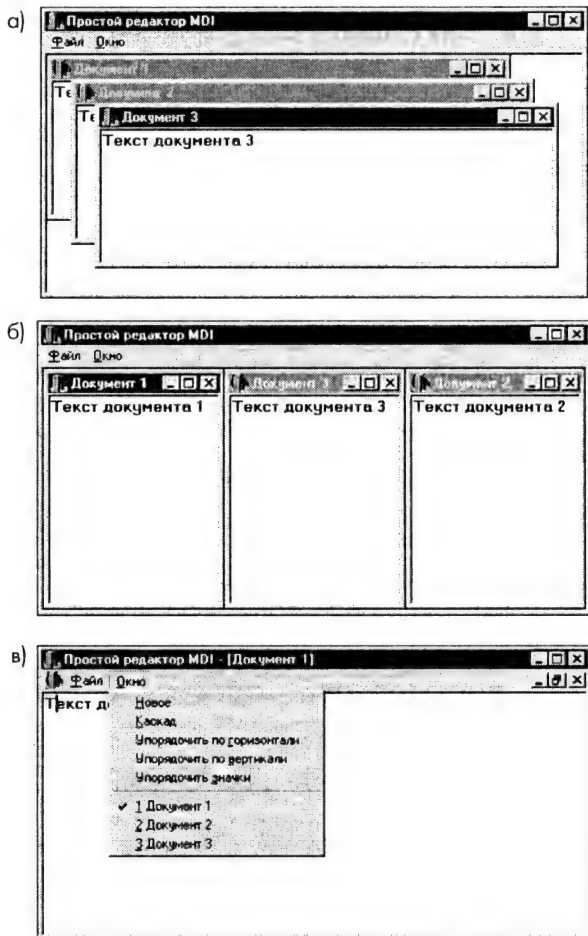 а)
Простой редактор MDI
Файл Окно
Документ 1
Те
Документ 2
Те
Документ 3
Текст документа 3
б)
Простой редактор MDI
Файл Окно
Документ 1 Документ 3 Документ 2
Текст документа 1 Текст документа 3 Текст документа 2
в)
Простой редактор MDI - [Документ 1]
Файл Окно
Текст д
Новое
Каскад
Упорядочить по горизонтали
Упорядочить по вертикали
Упорядочить значки
✔ 1 Документ 1
2 Документ 2
3 Документ 3